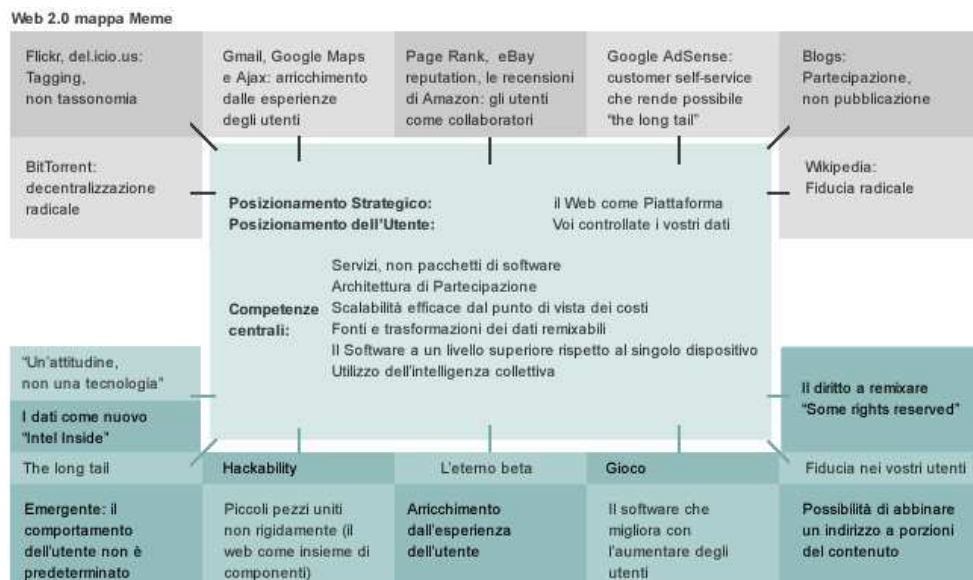 Web 2.0 mappa Meme
Flickr, del.icio.us:
Tagging,
non tassonomia
Gmail, Google Maps
e Ajax: arricchimento
dalle esperienze
degli utenti
Page Rank, eBay
reputation, le recensioni
di Amazon: gli utenti
come collaboratori
Google AdSense:
customer self-service
che rende possibile
“the long tail”
Blogs:
Partecipazione,
non pubblicazione
BitTorrent:
decentralizzazione
radicale
Wikipedia:
Fiducia radicale
Posizionamento Strategico: il Web come Piattaforma
Posizionamento dell'Utente: Voi controllate i vostri dati
Competenze
centrali:
Servizi, non pacchetti di software
Architettura di Partecipazione
Scalabilità efficace dal punto di vista dei costi
Fonti e trasformazioni dei dati remixabili
Il Software a un livello superiore rispetto al singolo dispositivo
Utilizzo dell'intelligenza collettiva
“Un'attitudine,
non una tecnologia”
I dati come nuovo
“Intel Inside”
Il diritto a remixare
“Some rights reserved”
The long tail
Hackability
L'eterno beta
Gioco
Fiducia nei vostri utenti
Emergente: il
comportamento
dell'utente non è
predeterminato
Piccoli pezzi uniti
non rigidamente (il
web come insieme di
componenti)
Arricchimento
dall'esperienza
dell'utente
Il software che
migliora con
l'aumentare degli
utenti
Possibilità di abbinare
un indirizzo a porzioni
del contenuto